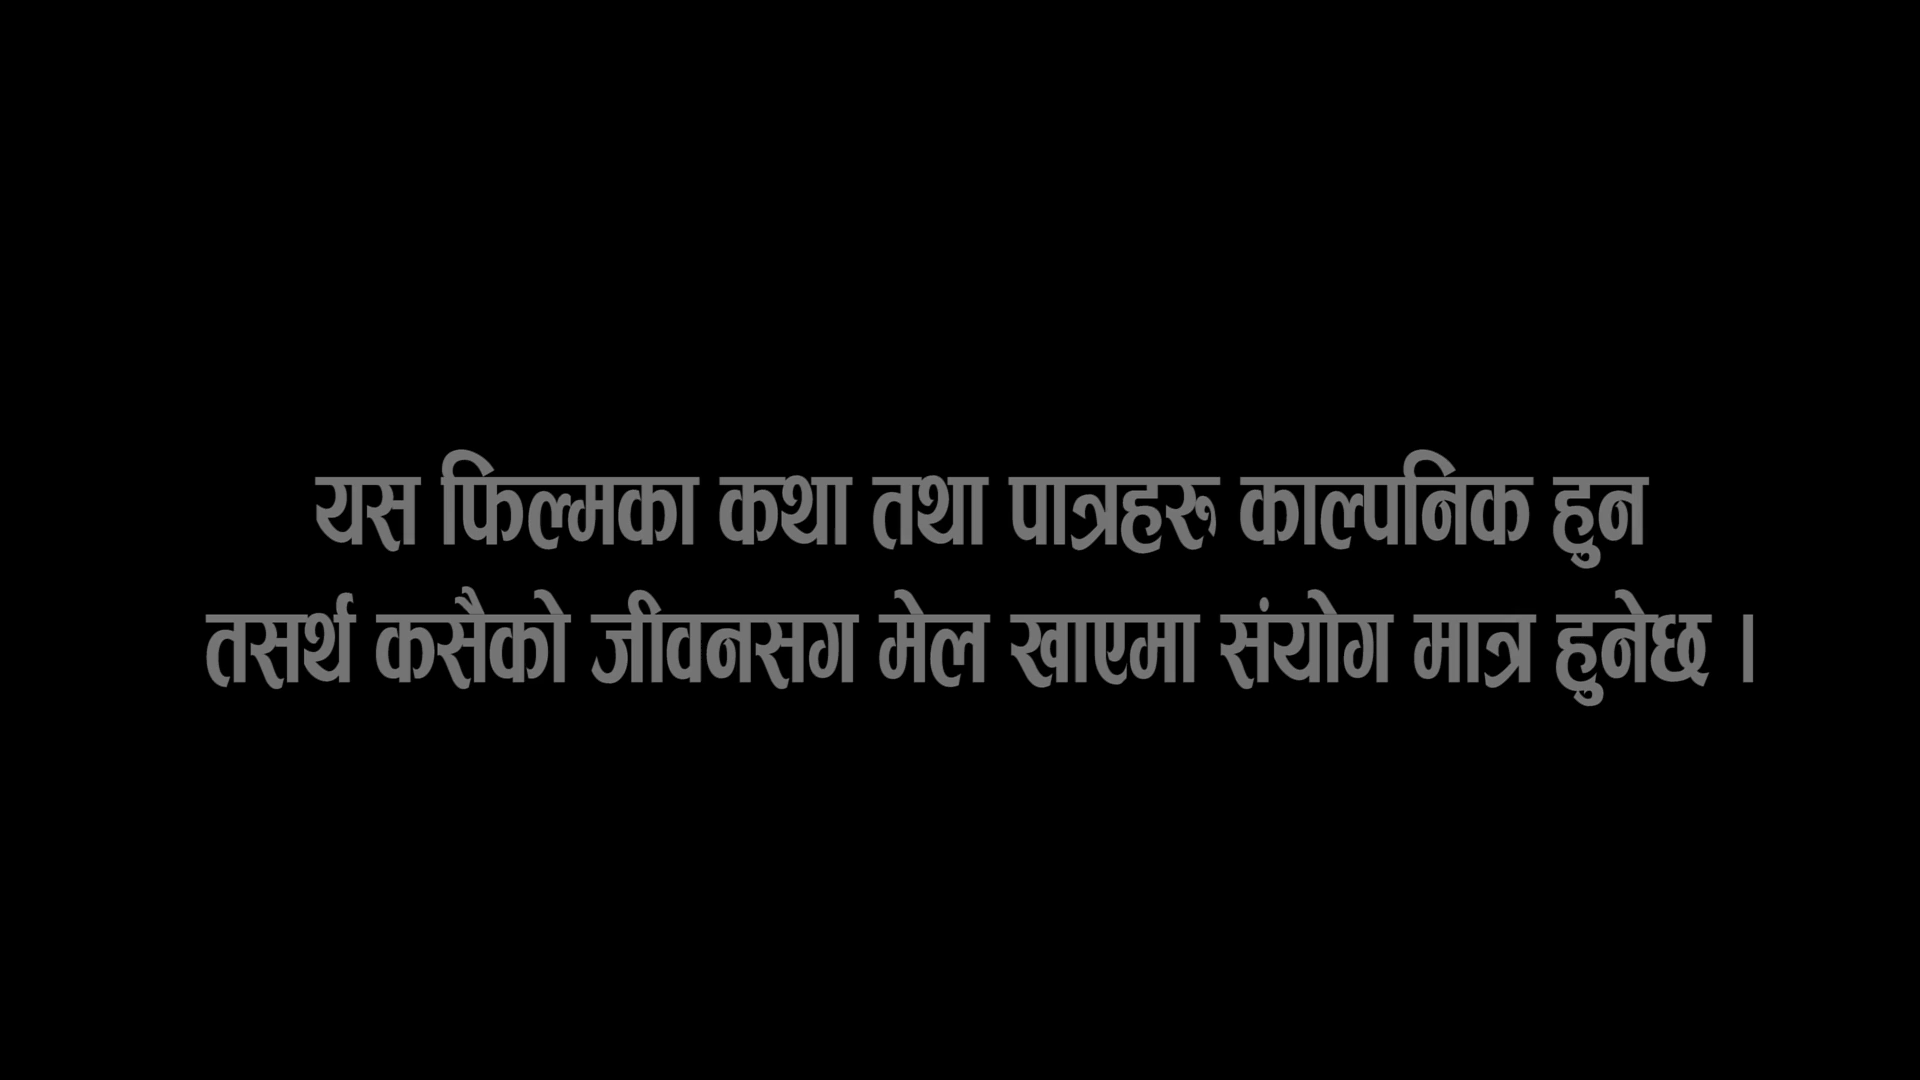 यस फिल्मका कथा तथा पात्रहरु काल्पनिक हुन
तसर्थ कसैको जीवनसग मेल खाएमा संयोग मात्र हुनेछ ।